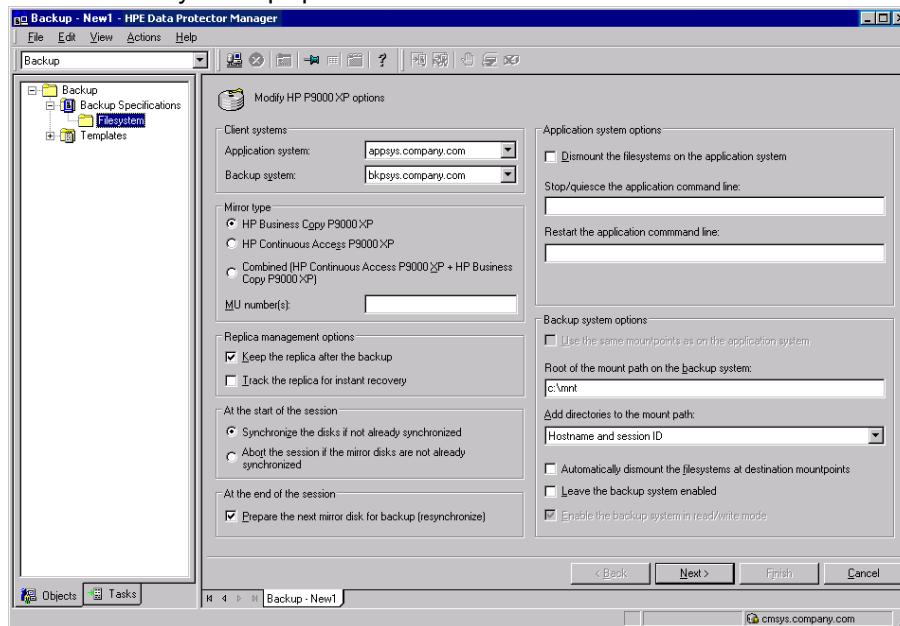 Backup - New1 - HPE Data Protector Manager
File Edit View Actions Help
Backup
Backup
Backup Specifications
Filesystem
Templates
Modify HP P9000 XP options
Client systems
Application system: appsys.company.com
Backup system: bkpsys.company.com
Mirror type
HP Business Copy P9000 XP
HP Continuous Access P9000 XP
Combined (HP Continuous Access P9000 XP + HP Business
Copy P9000 XP)
MU number(s):
Replica management options
Keep the replica after the backup
Track the replica for instant recovery
At the start of the session
Synchronize the disks if not already synchronized
Abort the session if the mirror disks are not already
synchronized
At the end of the session
Prepare the next mirror disk for backup (resynchronize)
Application system options
Dismount the filesystems on the application system
Stop/quiesce the application command line:
Restart the application commmand line:
Backup system options
Use the same mountpoints as on the application system
Root of the mount path on the backup system:
c:\mnt
Add directories to the mount path:
Hostname and session ID
Automatically dismount the filesystems at destination mountpoints
Leave the backup system enabled
Enable the backup system in read/write mode
< Back Next > Finish Cancel
Objects Tasks
Backup - New1
cmsys.company.com